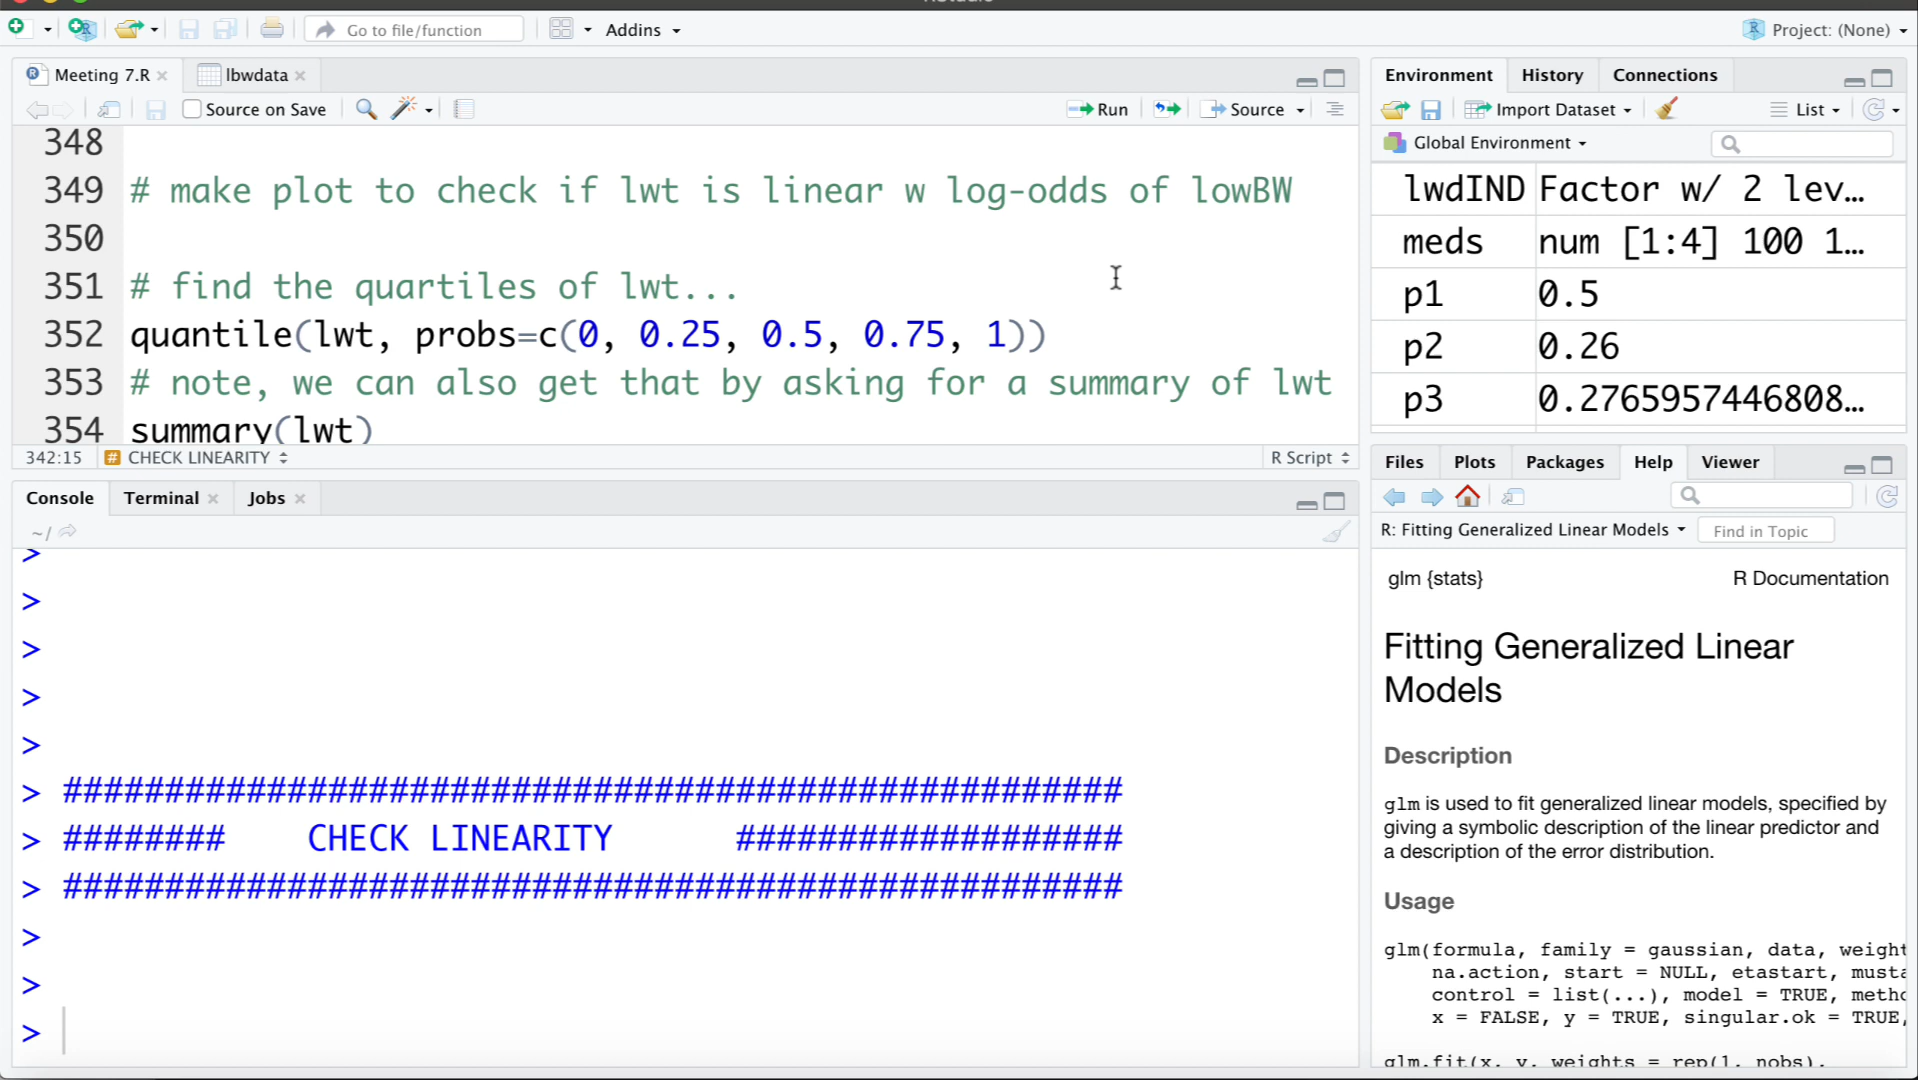 Go to file/function
Addins
Project: (None)
Meeting 7.R
lbwdata
Source on Save
Run
Source
348
349 # make plot to check if lwt is linear w log-odds of lowBW
350
351 # find the quartiles of lwt...
352 quantile(lwt, probs=c(0, 0.25, 0.5, 0.75, 1))
353 # note, we can also get that by asking for a summary of lwt
354 summary(lwt)
342:15 # CHECK LINEARITY
R Script
Console Terminal Jobs
~/
>
>
>
>
>
> ####################################################
> ######## CHECK LINEARITY ###################
> ####################################################
>
>
>
Environment History Connections
Import Dataset
List
Global Environment
lwdIND Factor w/ 2 lev…
meds num [1:4] 100 1…
p1 0.5
p2 0.26
p3 0.2765957446808…
Files Plots Packages Help Viewer
R: Fitting Generalized Linear Models
Find in Topic
glm {stats} R Documentation
Fitting Generalized Linear
Models
Description
glm is used to fit generalized linear models, specified by
giving a symbolic description of the linear predictor and
a description of the error distribution.
Usage
glm(formula, family = gaussian, data, weight
na.action, start = NULL, etastart, musta
control = list(...), model = TRUE, metho
x = FALSE, y = TRUE, singular.ok = TRUE,
glm.fit(x, y, weights = rep(1, nobs),